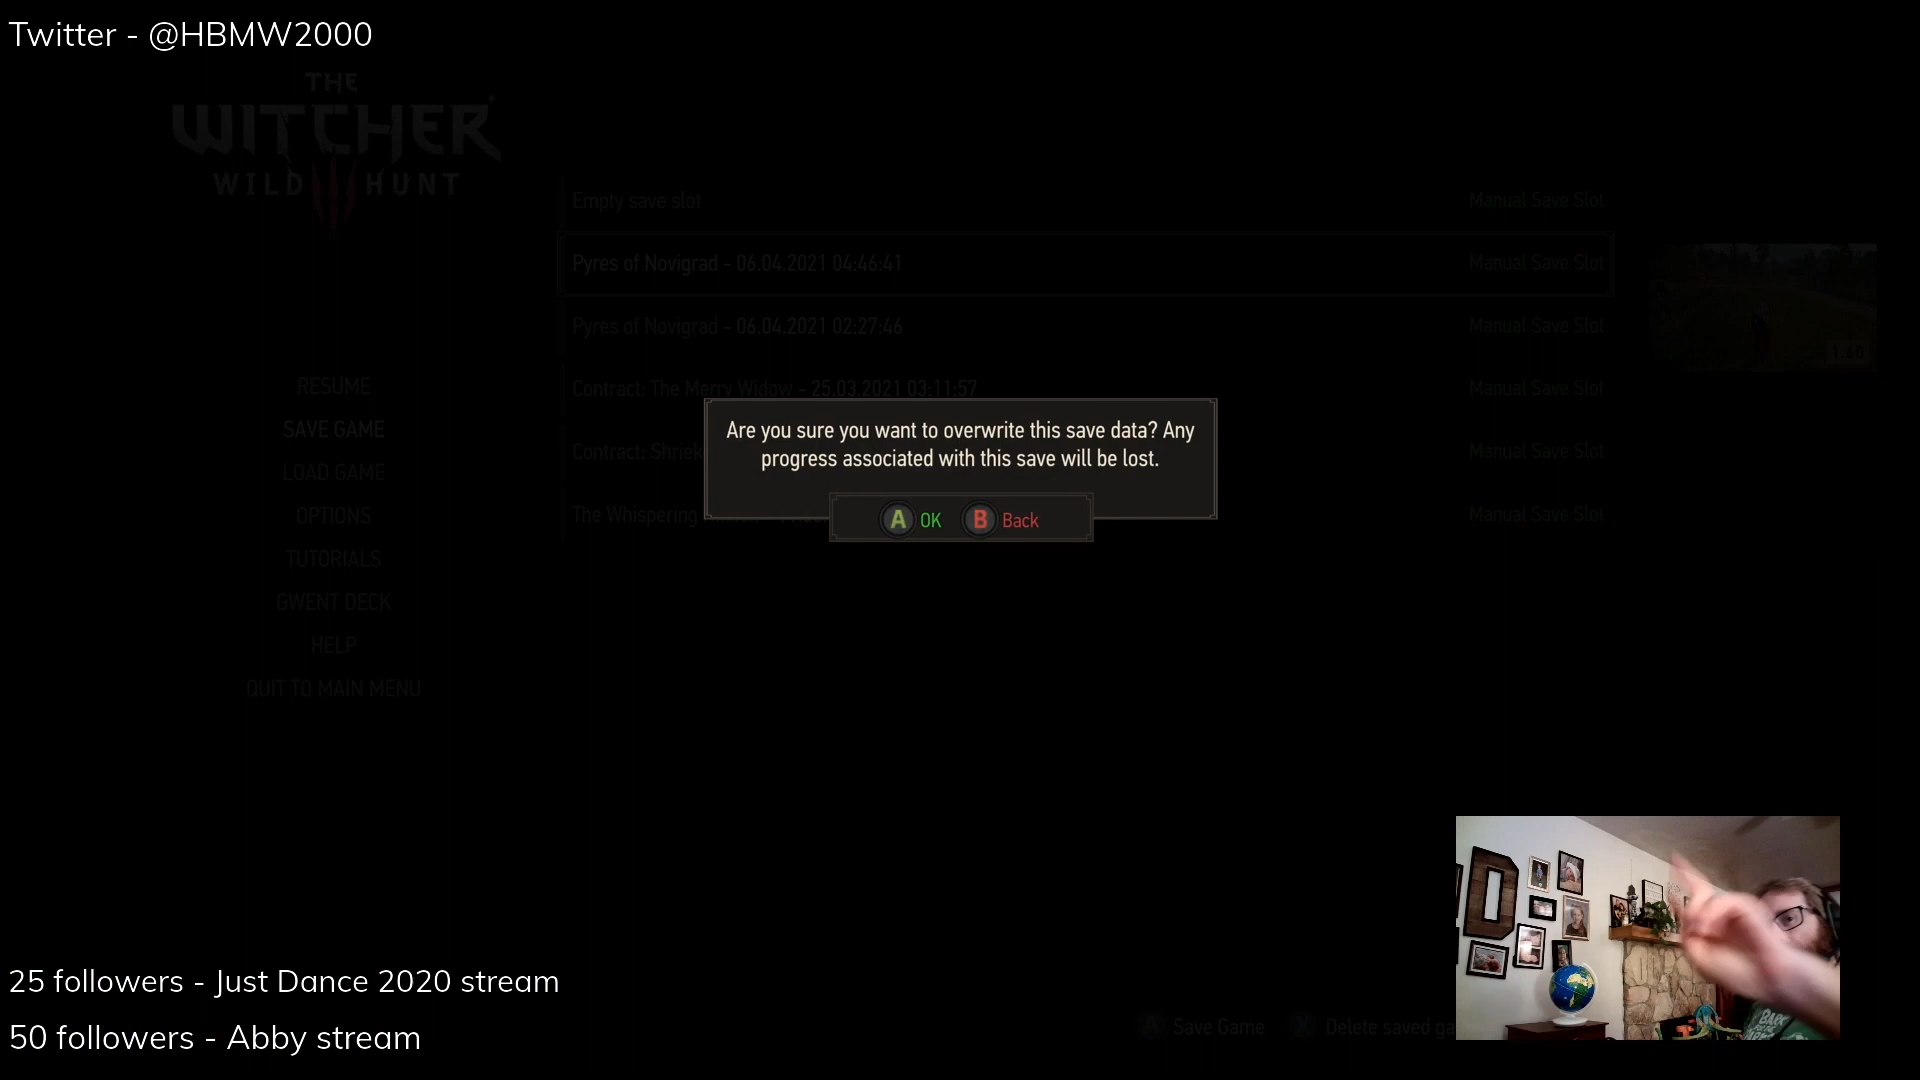 Twitter - @HBMW2000
THE
WITCHER
WILD HUNT
Empty save slot Manual Save Slot
Pyres of Novigrad - 06.04.2021 04:46:41 Manual Save Slot
Pyres of Novigrad - 06.04.2021 02:27:46 Manual Save Slot
1.60
RESUME
Contract: The Merry Widow - 25.03.2021 03:11:57 Manual Save Slot
SAVE GAME
Are you sure you want to overwrite this save data? Any
progress associated with this save will be lost.
Contract: Shriek Manual Save Slot
LOAD GAME
OPTIONS
The Whispering Manual Save Slot
A OK B Back
TUTORIALS
GWENT DECK
HELP
QUIT TO MAIN MENU
D
25 followers - Just Dance 2020 stream
50 followers - Abby stream
A Save Game X Delete saved ga
BARK